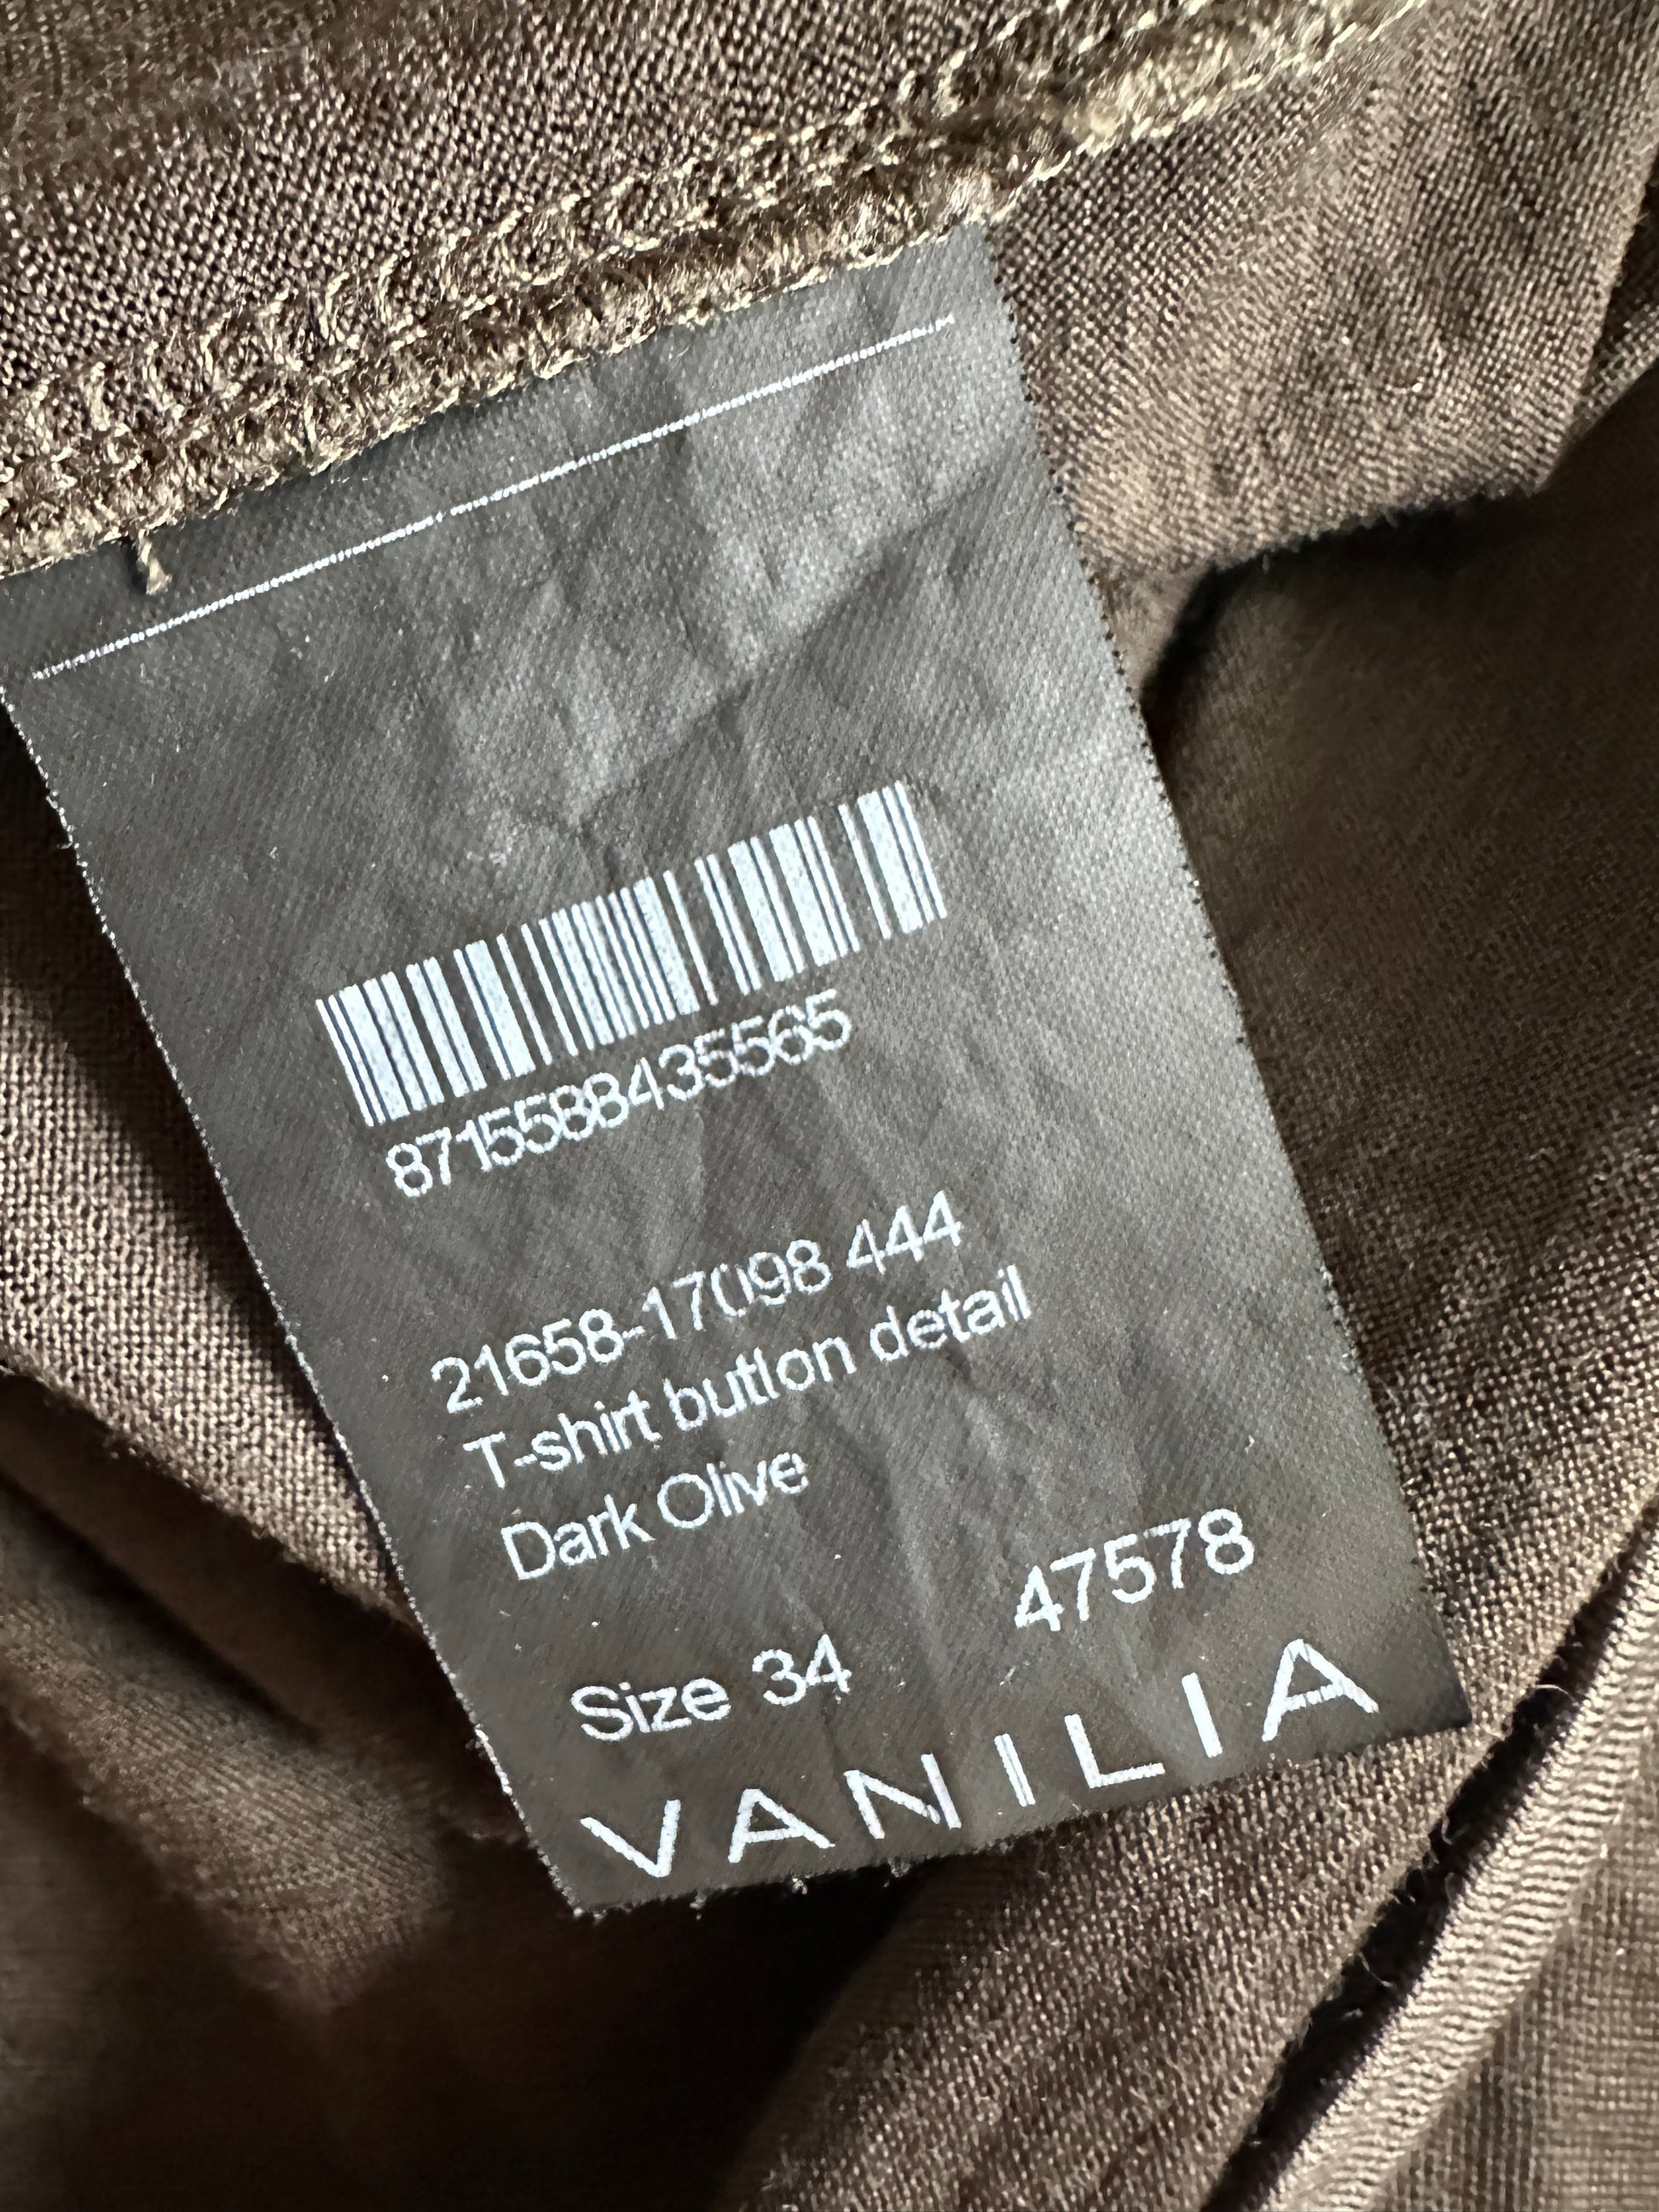 8715588435565
21658-17098 444
T-shirt button detail
Dark Olive
Size 34 47578
VANILIA